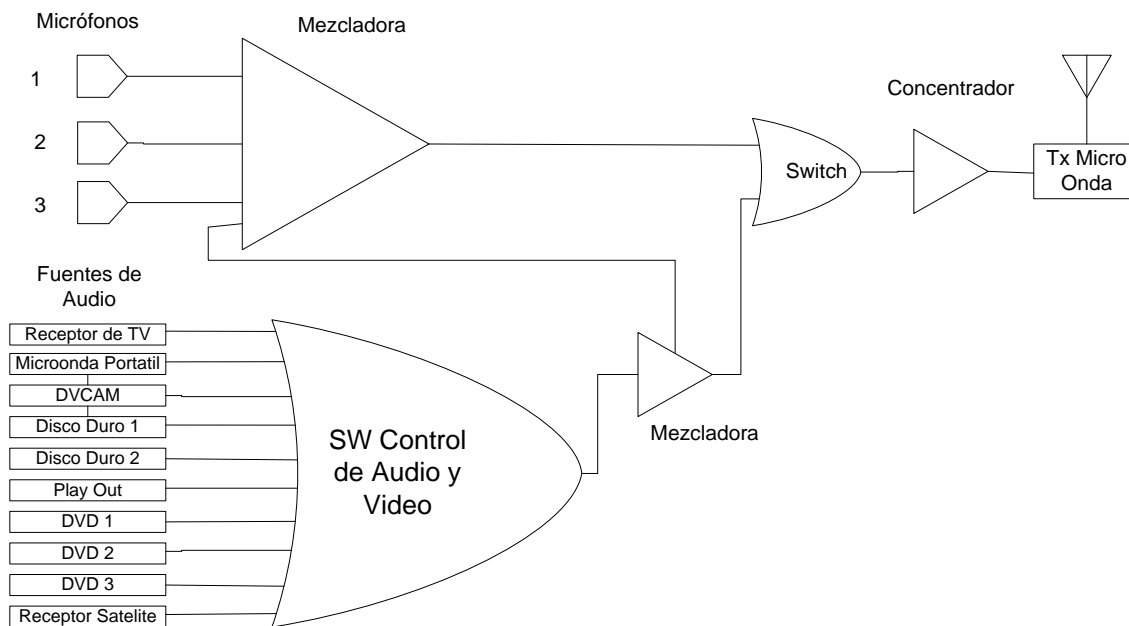 Micrófonos
Mezcladora
1
2
3
Concentrador
Switch
Tx Micro
Onda
Fuentes de
Audio
Receptor de TV
Microonda Portatil
DVCAM
Disco Duro 1
Disco Duro 2
Play Out
DVD 1
DVD 2
DVD 3
Receptor Satelite
SW Control
de Audio y
Video
Mezcladora